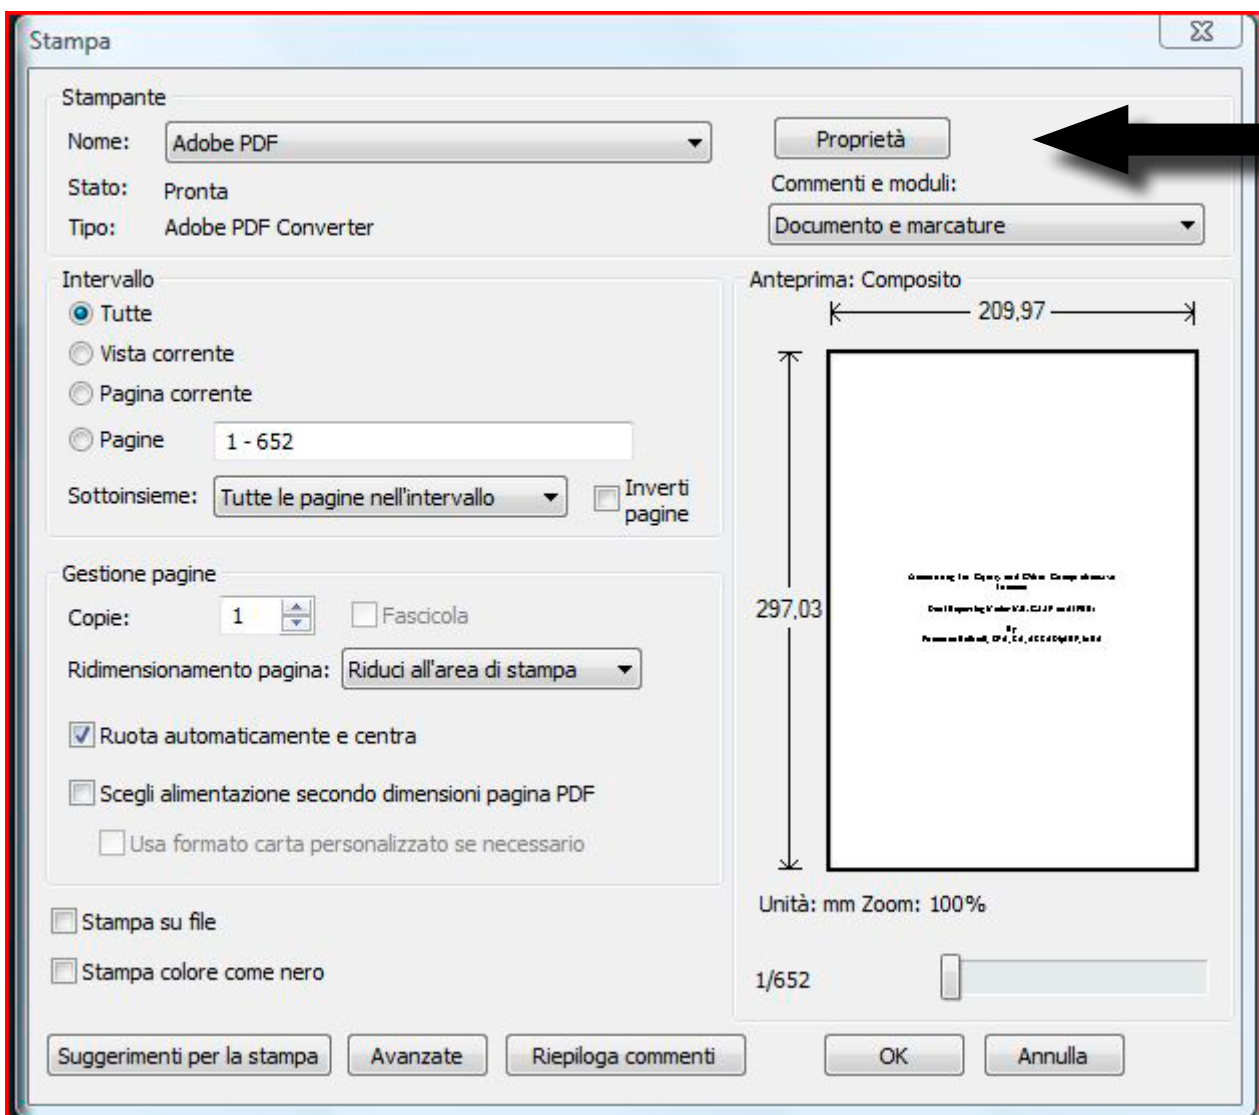 Stampa
Stampante
Nome:
Adobe PDF
Proprietà
Stato:
Pronta
Commenti e moduli:
Tipo:
Adobe PDF Converter
Documento e marcature
Intervallo
Tutte
Vista corrente
Pagina corrente
Pagine
1 - 652
Sottoinsieme:
Tutte le pagine nell'intervallo
Inverti
pagine
Gestione pagine
Copie:
1
Fascicola
Ridimensionamento pagina:
Riduci all'area di stampa
Ruota automaticamente e centra
Scegli alimentazione secondo dimensioni pagina PDF
Usa formato carta personalizzato se necessario
Stampa su file
Stampa colore come nero
Anteprima: Composito
209,97
297,03
Unità: mm Zoom: 100%
1/652
Suggerimenti per la stampa
Avanzate
Riepiloga commenti
OK
Annulla